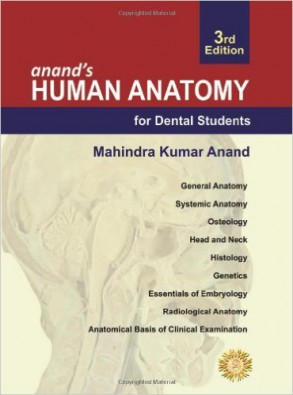 3rd
Edition
anand's
HUMAN ANATOMY
for Dental Students
Mahindra Kumar Anand
General Anatomy
Systemic Anatomy
Osteology
Head and Neck
Histology
Genetics
Essentials of Embryology
Radiological Anatomy
Anatomical Basis of Clinical Examination